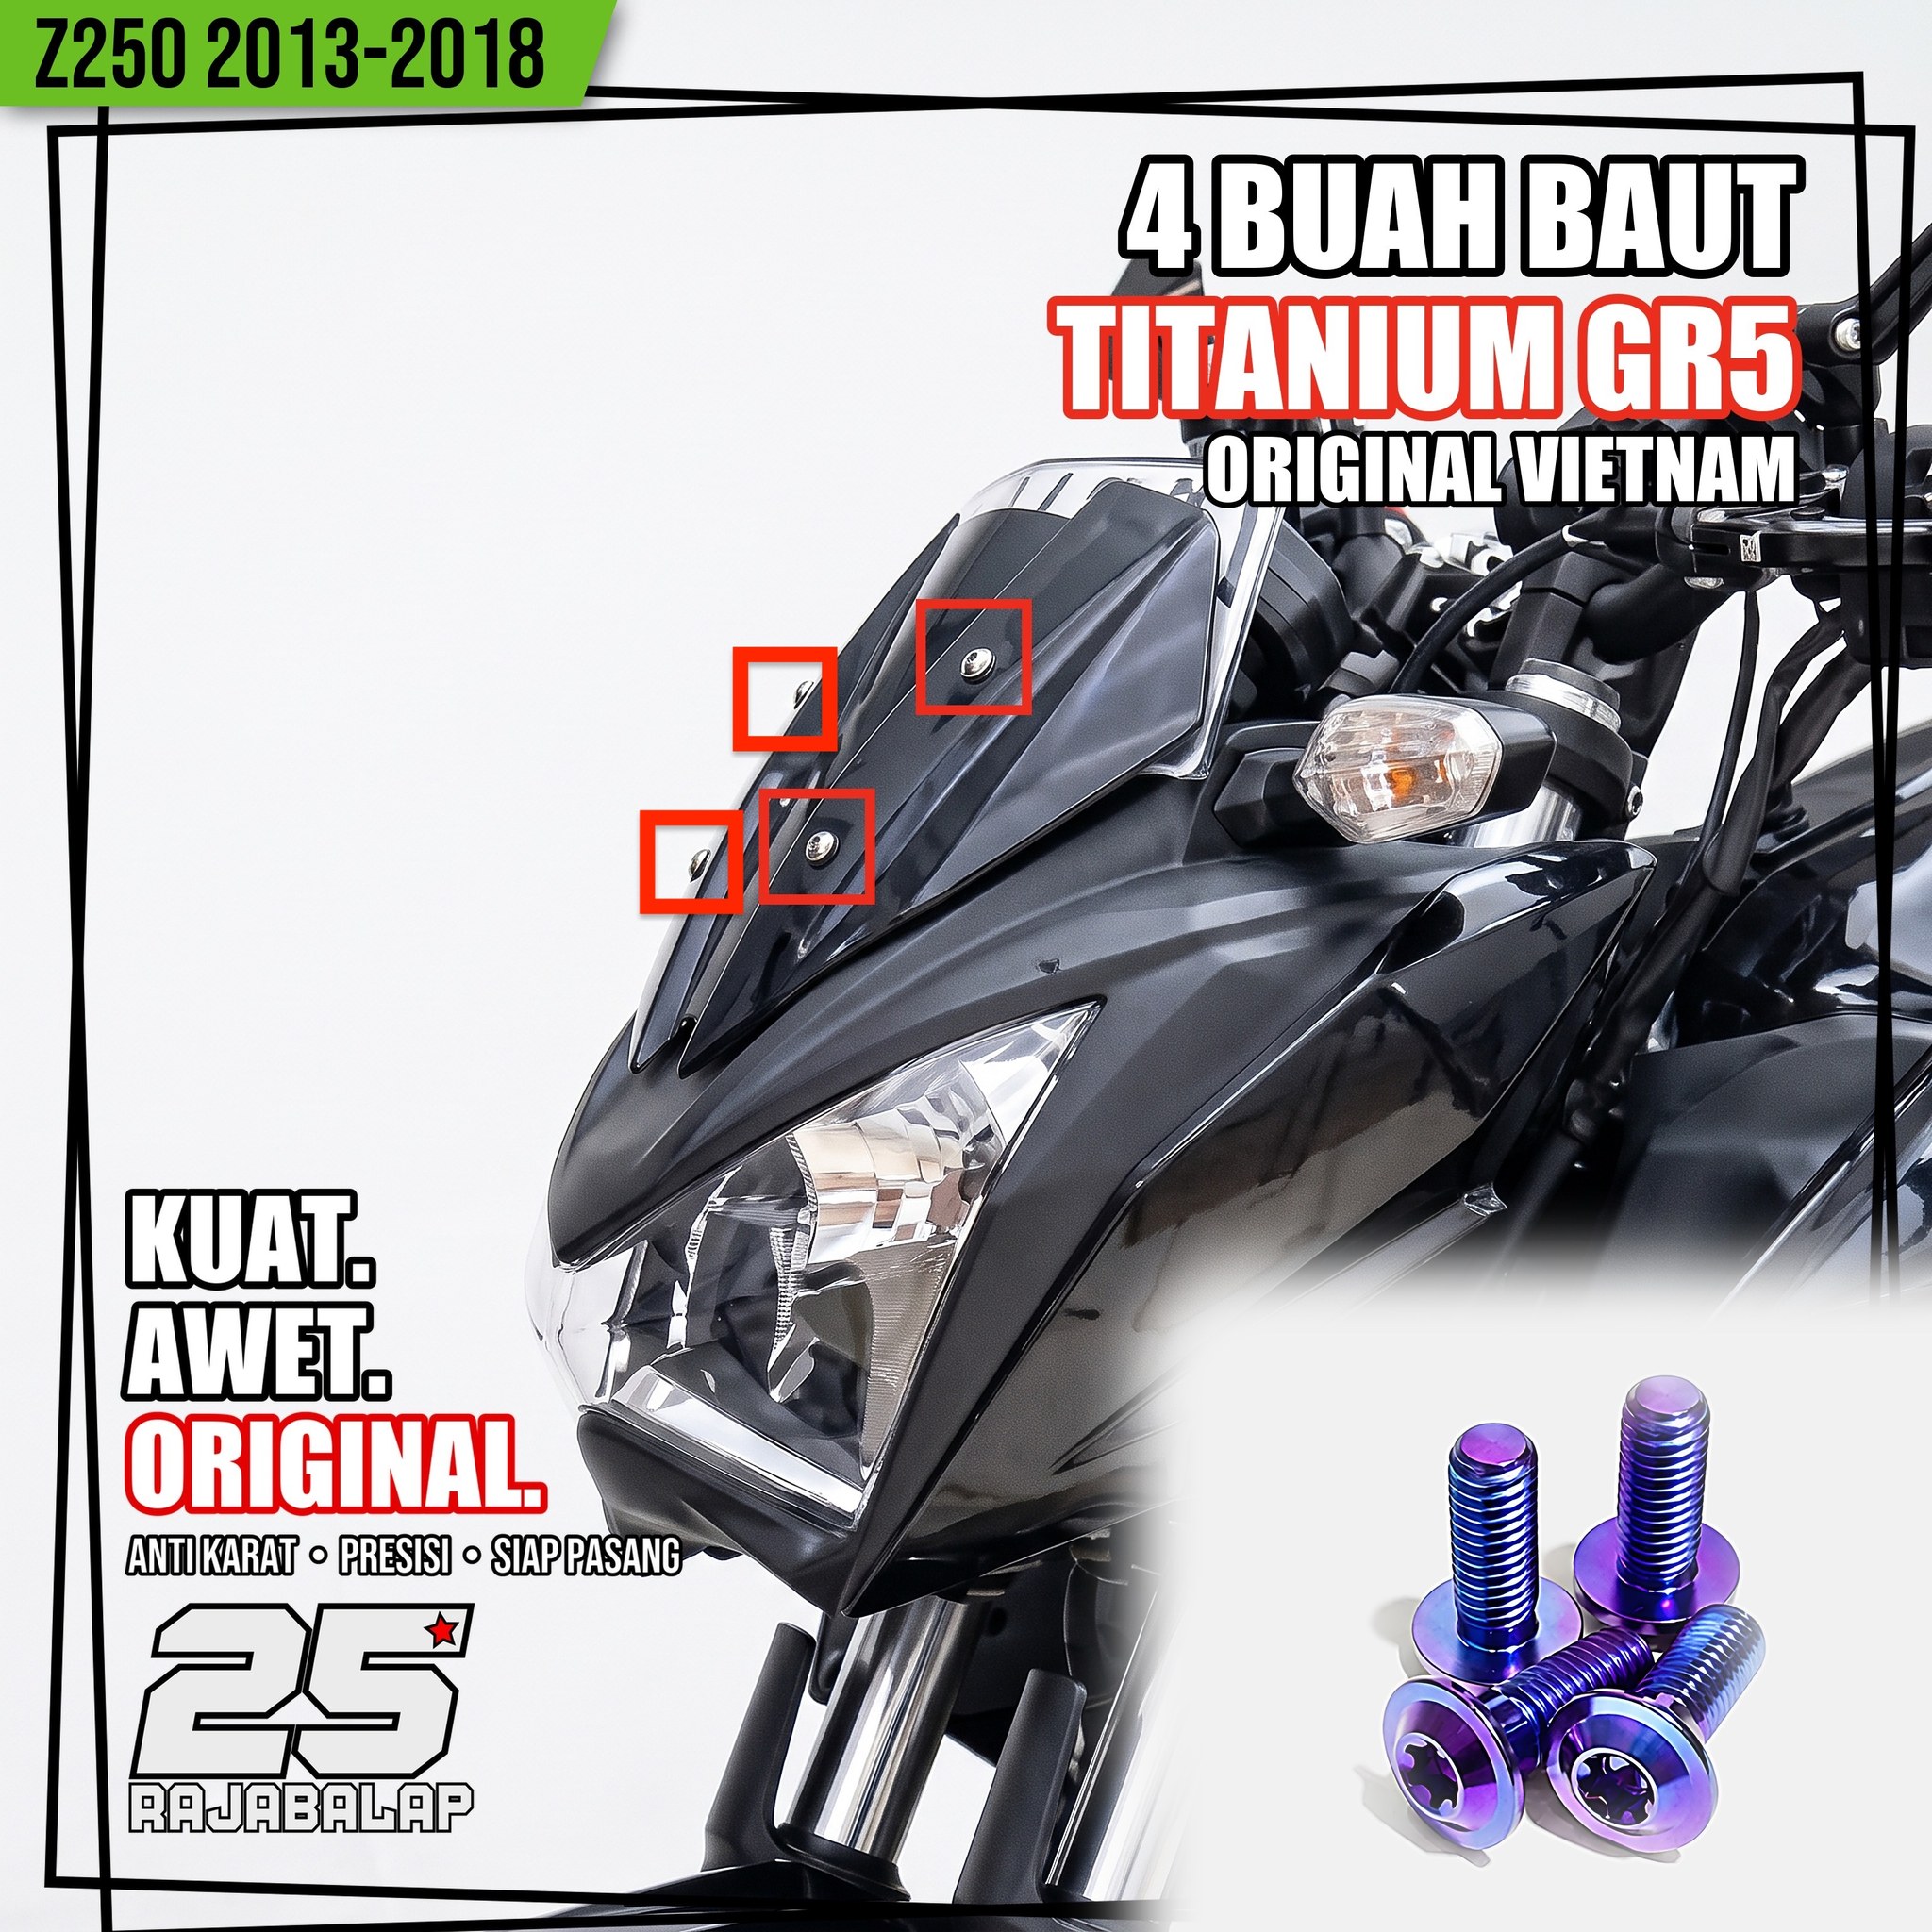 Z250 2013-2018
4 BUAH BAUT
TITANIUM GR5
ORIGINAL VIETNAM
KUAT.
AWET.
ORIGINAL.
ANTI KARAT • PRESISI • SIAP PASANG
25
RAJABALAP